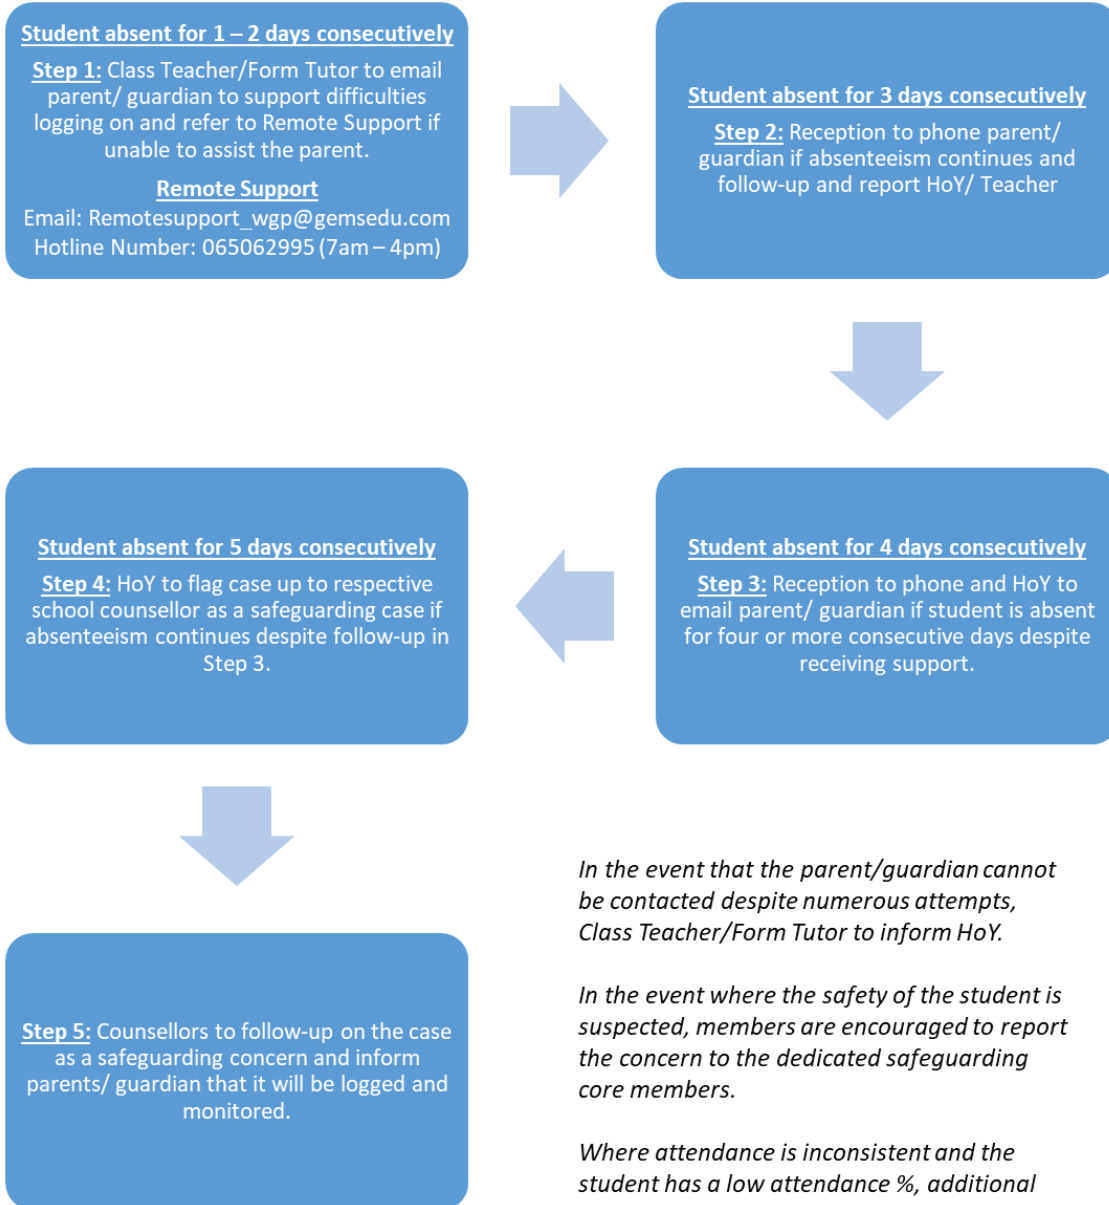 Student absent for 1 – 2 days consecutively
Step 1: Class Teacher/Form Tutor to email
parent/ guardian to support difficulties
logging on and refer to Remote Support if
unable to assist the parent.
Remote Support
Email: Remotesupport_wgp@gemsedu.com
Hotline Number: 065062995 (7am – 4pm)
Student absent for 3 days consecutively
Step 2: Reception to phone parent/
guardian if absenteeism continues and
follow-up and report HoY/ Teacher
Student absent for 4 days consecutively
Step 3: Reception to phone and HoY to
email parent/ guardian if student is absent
for four or more consecutive days despite
receiving support.
Student absent for 5 days consecutively
Step 4: HoY to flag case up to respective
school counsellor as a safeguarding case if
absenteeism continues despite follow-up in
Step 3.
Step 5: Counsellors to follow-up on the case
as a safeguarding concern and inform
parents/ guardian that it will be logged and
monitored.
In the event that the parent/guardian cannot
be contacted despite numerous attempts,
Class Teacher/Form Tutor to inform HoY.
In the event where the safety of the student is
suspected, members are encouraged to report
the concern to the dedicated safeguarding
core members.
Where attendance is inconsistent and the
student has a low attendance %, additional